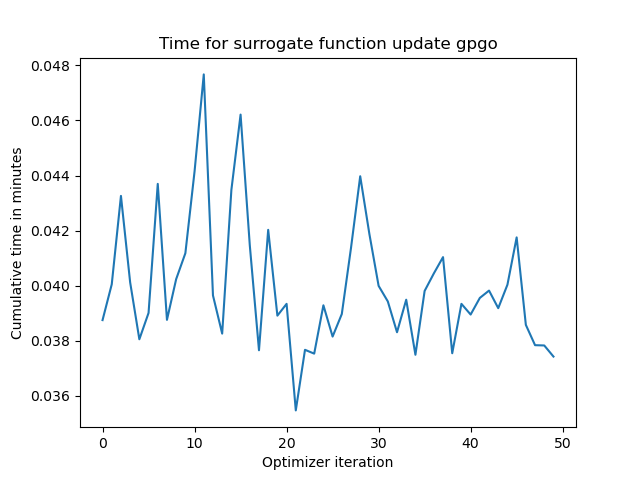 Time for surrogate function update gpgo
0.048
0.046
0.044
0.042
0.040
0.038
0.036
Cumulative time in minutes
0 10 20 30 40 50
Optimizer iteration